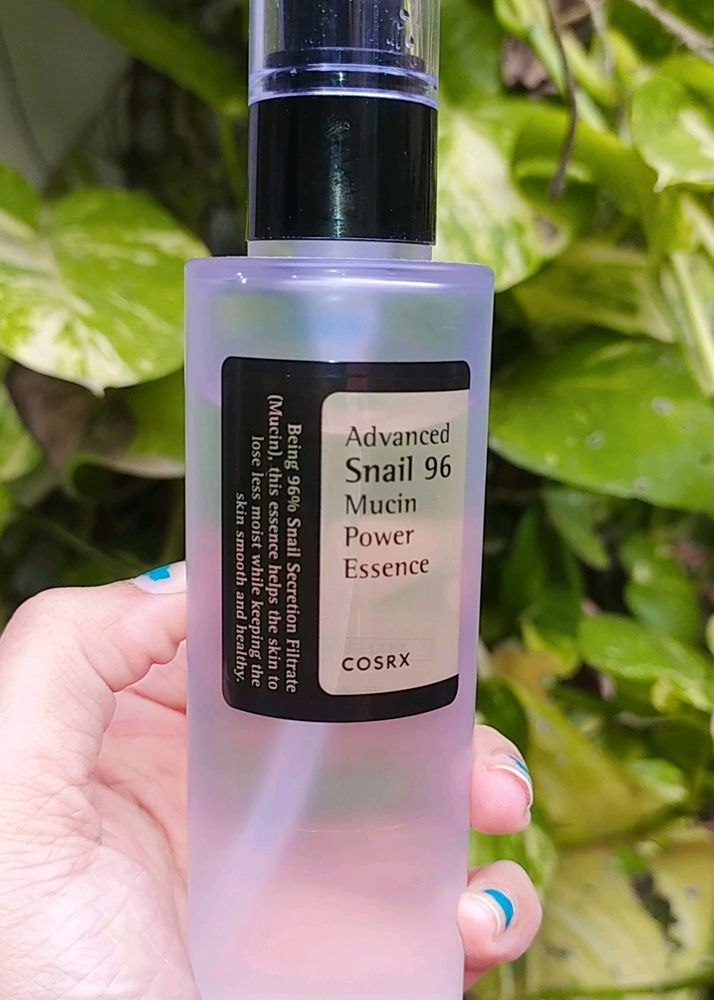 Advanced
Snail 96
Mucin
Power
Essence
COSRX
Being 96% Snail Secretion Filtrate
(Mucin), this essence helps the skin to
lose less moist while keeping the
skin smooth and healthy.